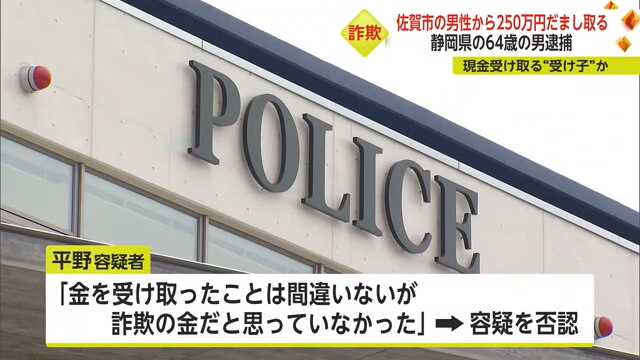 詐欺
佐賀市の男性から250万円だまし取る
静岡県の64歳の男逮捕
現金受け取る“受け子”か
POLICE
平野容疑者
「金を受け取ったことは間違いないが
詐欺の金だと思っていなかった」➡容疑を否認